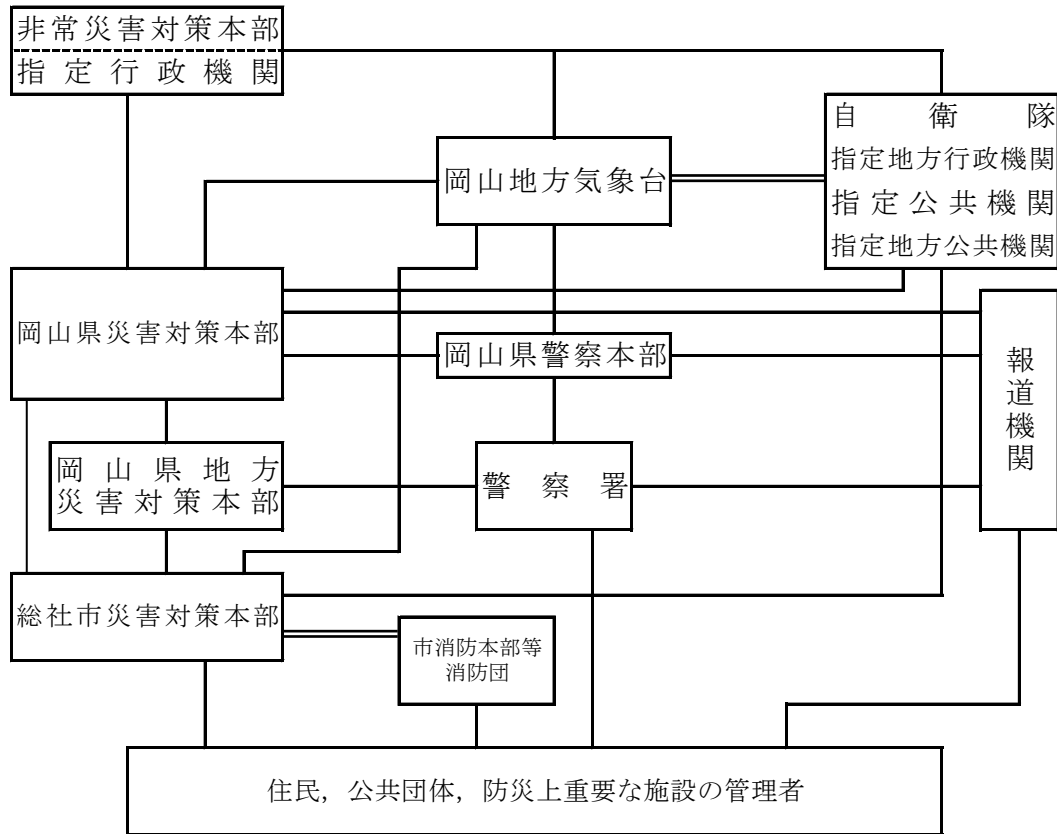 非常災害対策本部
指定行政機関
自衛隊
指定地方行政機関
指定公共機関
指定地方公共機関
岡山地方気象台
岡山県災害対策本部
岡山県警察本部
報道機関
岡山県地方
災害対策本部
警察署
総社市災害対策本部
市消防本部等
消防団
住民，公共団体，防災上重要な施設の管理者